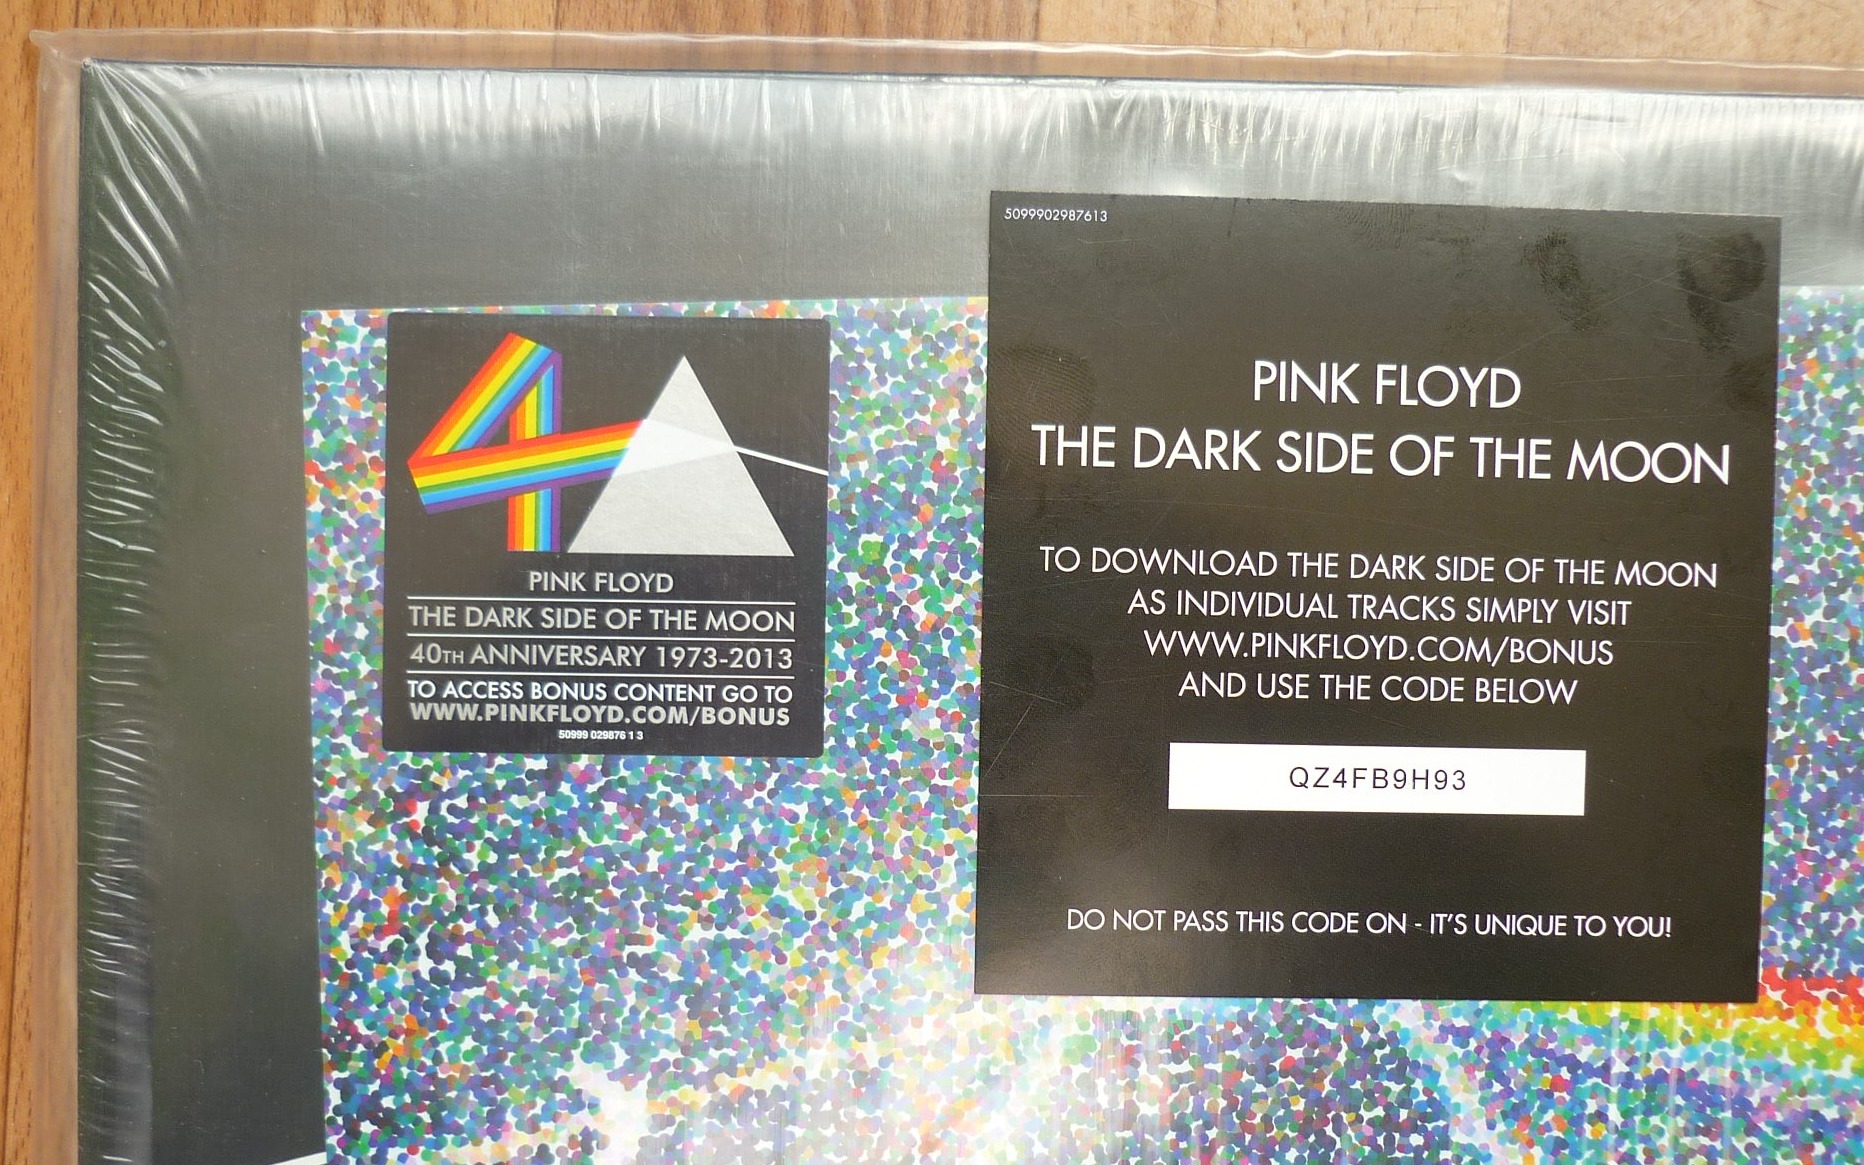 40
PINK FLOYD
THE DARK SIDE OF THE MOON
40TH ANNIVERSARY 1973-2013
TO ACCESS BONUS CONTENT GO TO
WWW.PINKFLOYD.COM/BONUS
50999 029876 1 3
5099902987613
PINK FLOYD
THE DARK SIDE OF THE MOON
TO DOWNLOAD THE DARK SIDE OF THE MOON
AS INDIVIDUAL TRACKS SIMPLY VISIT
WWW.PINKFLOYD.COM/BONUS
AND USE THE CODE BELOW
QZ4FB9H93
DO NOT PASS THIS CODE ON - IT'S UNIQUE TO YOU!